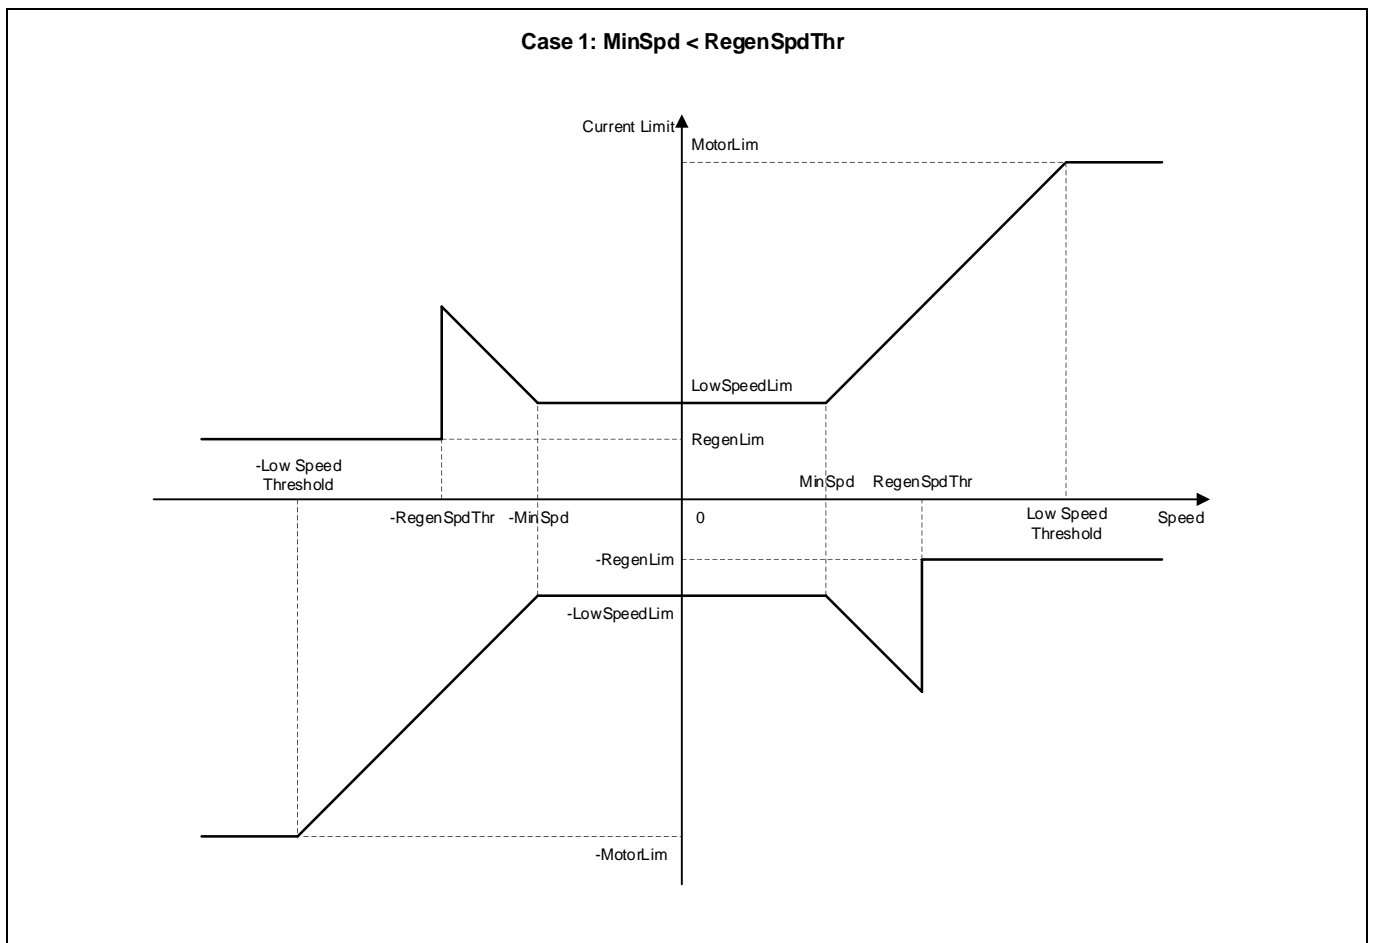 Case 1: MinSpd < RegenSpdThr
Current Limit
MotorLim
LowSpeedLim
RegenLim
-Low Speed
Threshold
MinSpd
RegenSpdThr
-RegenSpdThr
-MinSpd
0
Low Speed
Threshold
Speed
-RegenLim
-LowSpeedLim
-MotorLim